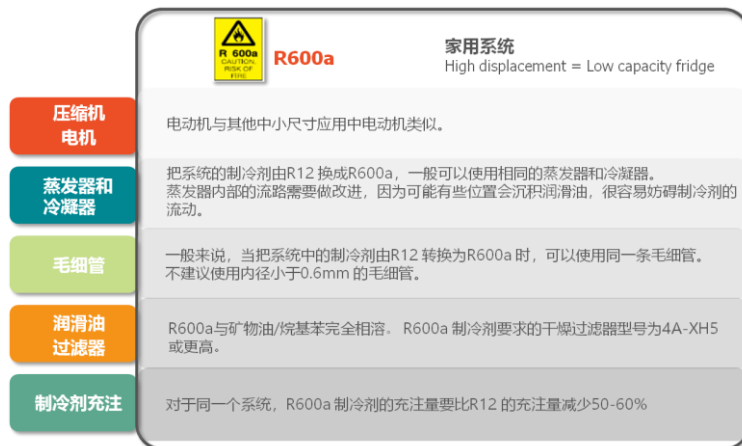 R 600a
CAUTION,
RISK OF
FIRE
R600a
家用系统
High displacement = Low capacity fridge
压缩机
电机
电动机与其他中小尺寸应用中电动机类似。
蒸发器和
冷凝器
把系统的制冷剂由R12 换成R600a，一般可以使用相同的蒸发器和冷凝器。
蒸发器内部的流路需要做改进，因为可能有些位置会沉积润滑油，很容易妨碍制冷剂的
流动。
毛细管
一般来说，当把系统中的制冷剂由R12 转换为R600a 时，可以使用同一条毛细管。
不建议使用内径小于0.6mm 的毛细管。
润滑油
过滤器
R600a与矿物油/烷基苯完全相溶。 R600a 制冷剂要求的干燥过滤器型号为4A-XH5
或更高。
制冷剂充注
对于同一个系统，R600a 制冷剂的充注量要比R12 的充注量减少50-60%